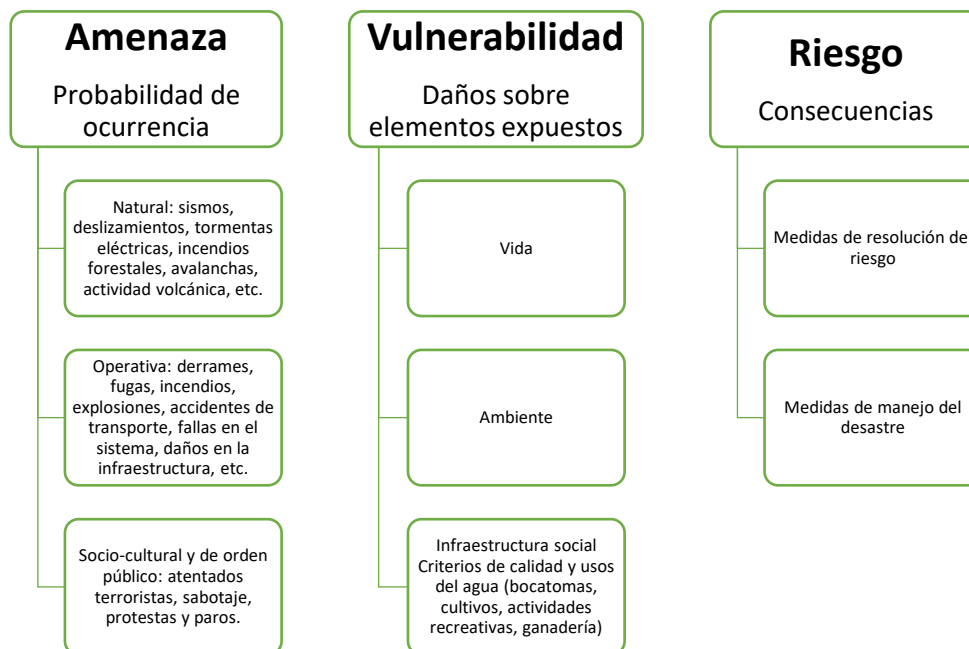 Amenaza
Probabilidad de
ocurrencia
Natural: sismos,
deslizamientos, tormentas
eléctricas, incendios
forestales, avalanchas,
actividad volcánica, etc.
Operativa: derrames,
fugas, incendios,
explosiones, accidentes de
transporte, fallas en el
sistema, daños en la
infraestructura, etc.
Socio-cultural y de orden
público: atentados
terroristas, sabotaje,
protestas y paros.
Vulnerabilidad
Daños sobre
elementos expuestos
Vida
Ambiente
Infraestructura social
Criterios de calidad y usos
del agua (bocatomas,
cultivos, actividades
recreativas, ganadería)
Riesgo
Consecuencias
Medidas de resolución de
riesgo
Medidas de manejo del
desastre